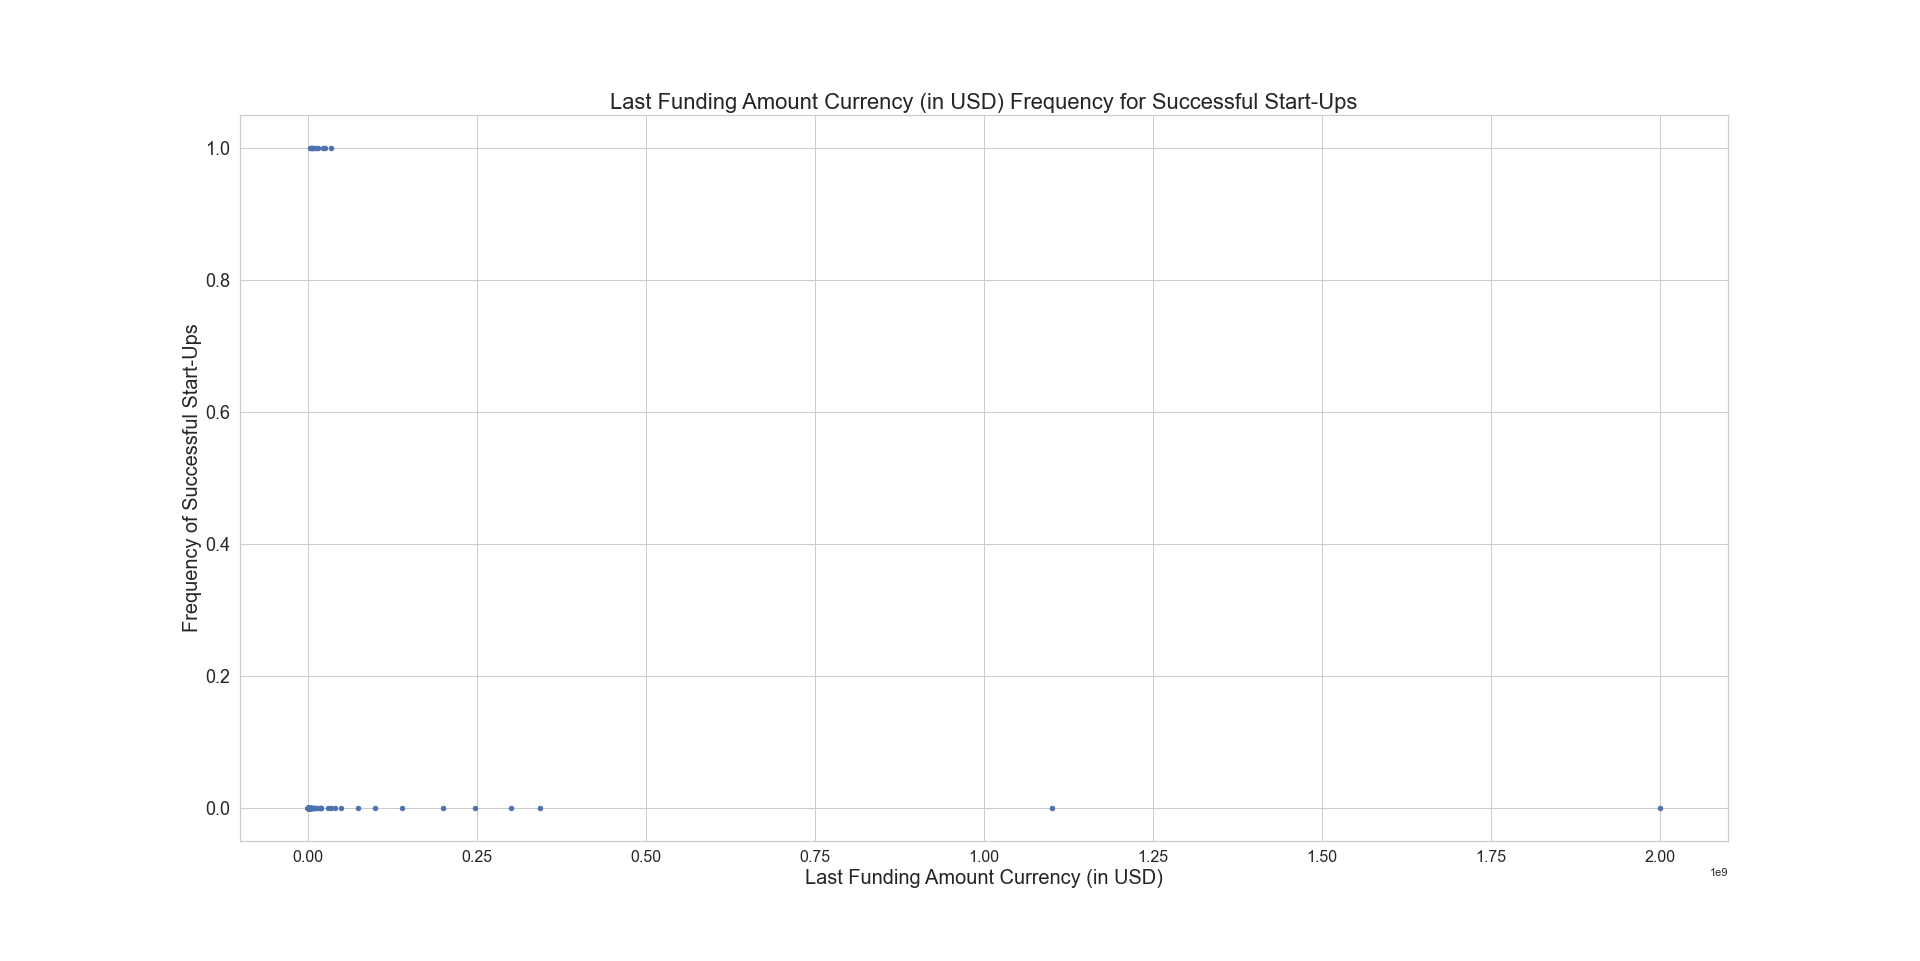 Last Funding Amount Currency (in USD) Frequency for Successful Start-Ups
Frequency of Successful Start-Ups
1.0
0.8
0.6
0.4
0.2
0.0
0.00 0.25 0.50 0.75 1.00 1.25 1.50 1.75 2.00
1e9
Last Funding Amount Currency (in USD)